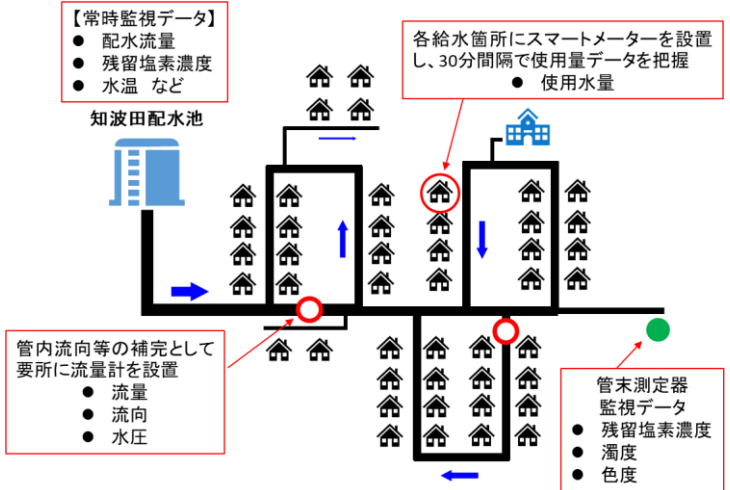 【常時監視データ】
● 配水流量
● 残留塩素濃度
● 水温 など
知波田配水池
各給水箇所にスマートメーターを設置
し、30分間隔で使用量データを把握
● 使用水量
管内流向等の補完として
要所に流量計を設置
● 流量
● 流向
● 水圧
管末測定器
監視データ
● 残留塩素濃度
● 濁度
● 色度